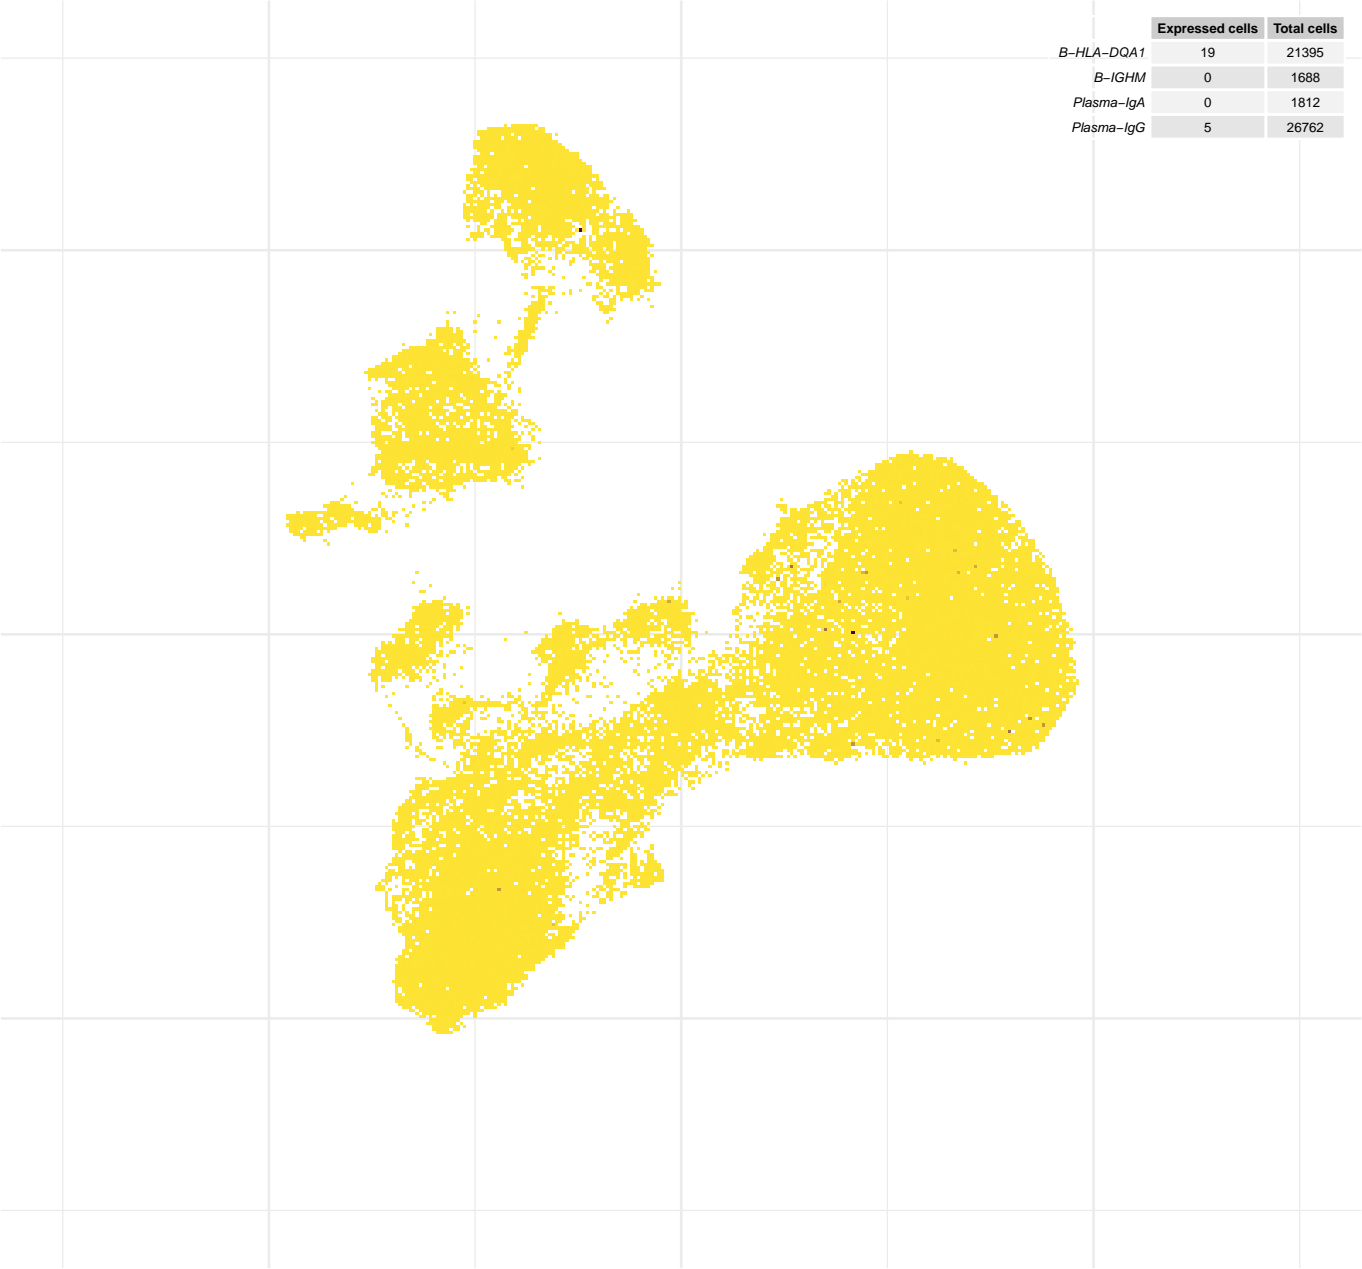 Expressed cells Total cells
B−HLA−DQA1 19 21395
B−IGHM 0 1688
Plasma−IgA 0 1812
Plasma−IgG 5 26762